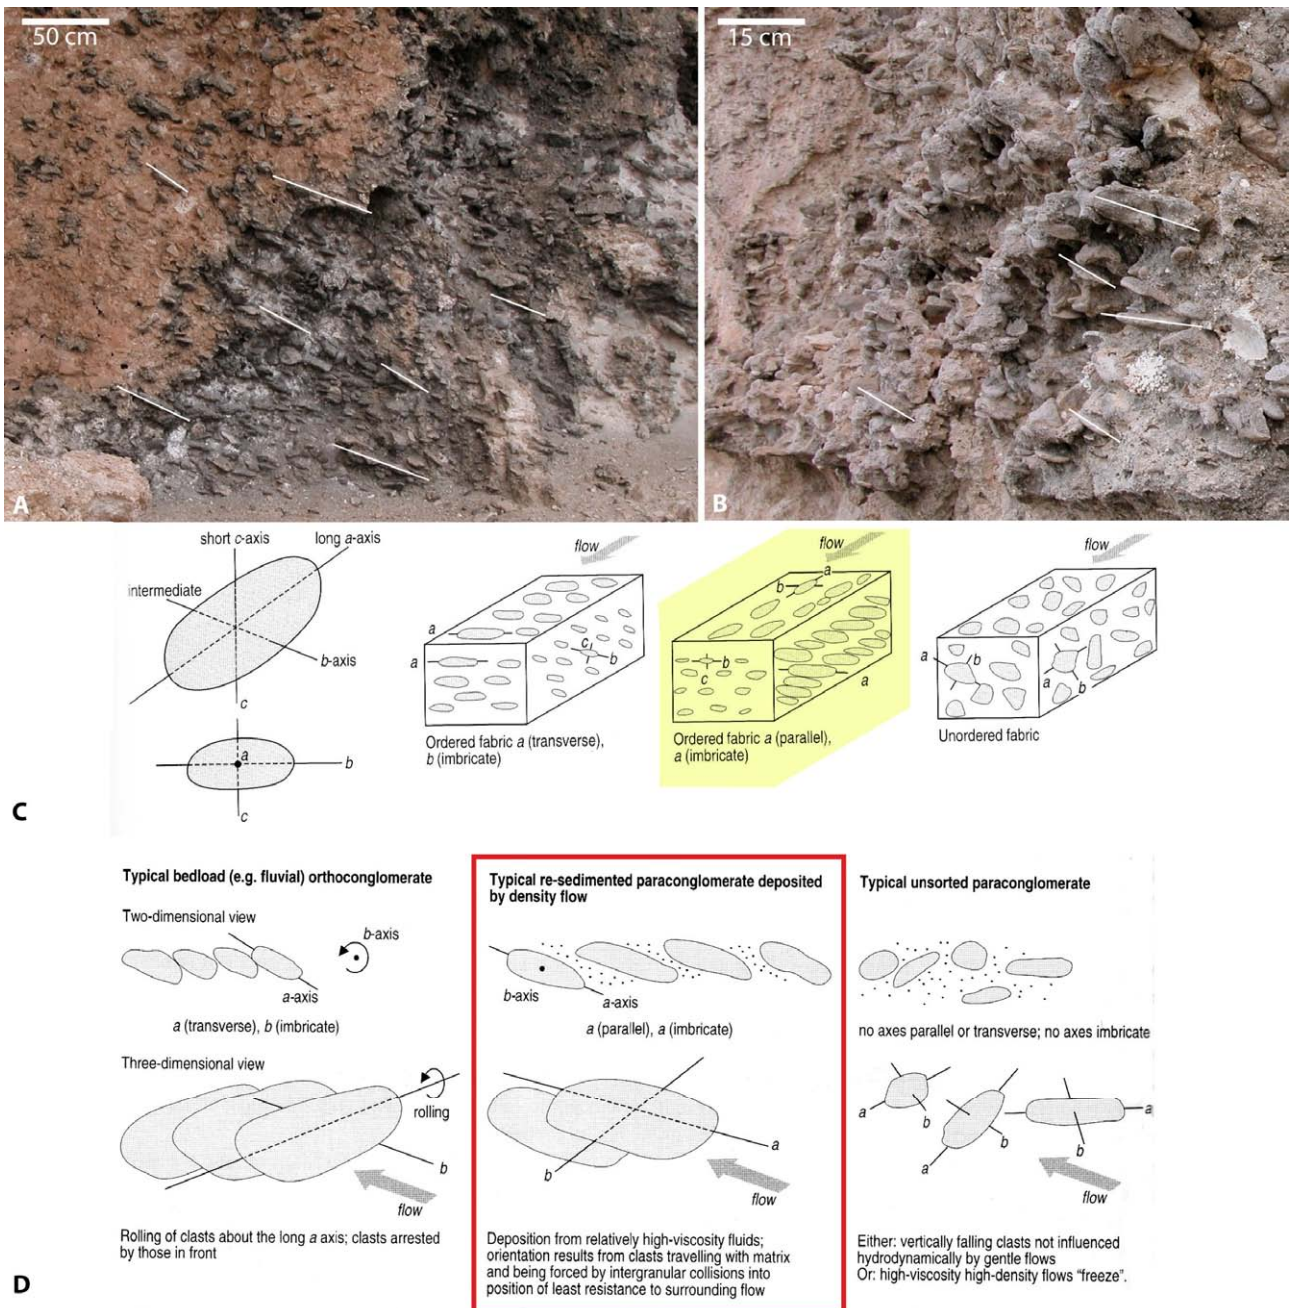 50 cm
15 cm
A
B
short c-axis
long a-axis
intermediate
b-axis
c
a
b
c
C
flow
a
a
c
b
Ordered fabric a (transverse),
b (imbricate)
flow
a
b
c
b
a
Ordered fabric a (parallel),
a (imbricate)
flow
a
b
a
b
Unordered fabric
Typical bedload (e.g. fluvial) orthoconglomerate
Two-dimensional view
b-axis
a-axis
a (transverse), b (imbricate)
Three-dimensional view
rolling
b
flow
Rolling of clasts about the long a axis; clasts arrested
by those in front
Typical re-sedimented paraconglomerate deposited
by density flow
b-axis
a-axis
a (parallel), a (imbricate)
a
b
flow
Deposition from relatively high-viscosity fluids;
orientation results from clasts travelling with matrix
and being forced by intergranular collisions into
position of least resistance to surrounding flow
Typical unsorted paraconglomerate
no axes parallel or transverse; no axes imbricate
a
b
a
b
b
a
flow
Either: vertically falling clasts not influenced
hydrodynamically by gentle flows
Or: high-viscosity high-density flows "freeze".
D